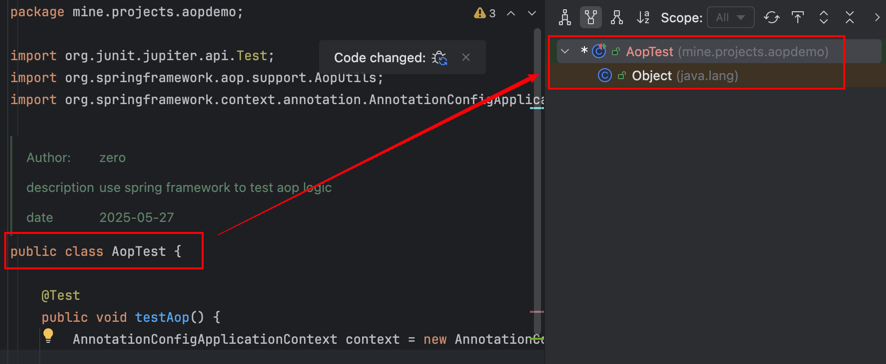 package mine.projects.aopdemo;
3
import org.junit.jupiter.api.Test;
Code changed:
import org.springframework.aop.support.AopUtils;
import org.springframework.context.annotation.AnnotationConfigApplica
Author: zero
description use spring framework to test aop logic
date 2025-05-27
public class AopTest {
@Test
public void testAop() {
AnnotationConfigApplicationContext context = new AnnotationCo
Scope: All
* AopTest (mine.projects.aopdemo)
Object (java.lang)